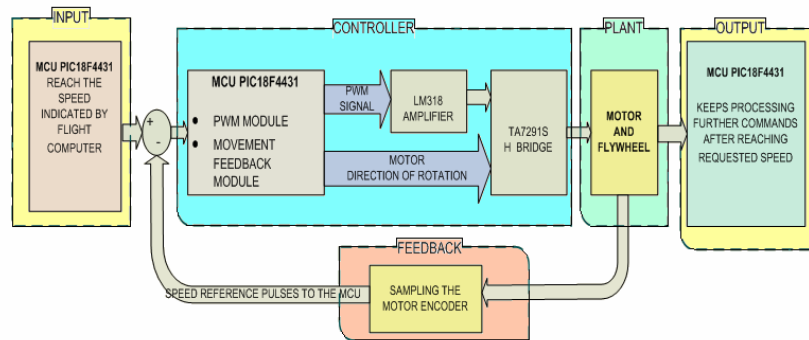 INPUT
MCU PIC18F4431
REACH THE
SPEED
INDICATED BY
FLIGHT
COMPUTER
+
-
CONTROLLER
MCU PIC18F4431
• PWM MODULE
• MOVEMENT
FEEDBACK
MODULE
PWM
SIGNAL
LM318
AMPLIFIER
MOTOR
DIRECTION OF ROTATION
TA7291S
H BRIDGE
PLANT
MOTOR
AND
FLYWHEEL
OUTPUT
MCU PIC18F4431
KEEPS PROCESSING
FURTHER COMMANDS
AFTER REACHING
REQUESTED SPEED
FEEDBACK
SAMPLING THE
MOTOR ENCODER
SPEED REFERENCE PULSES TO THE MCU